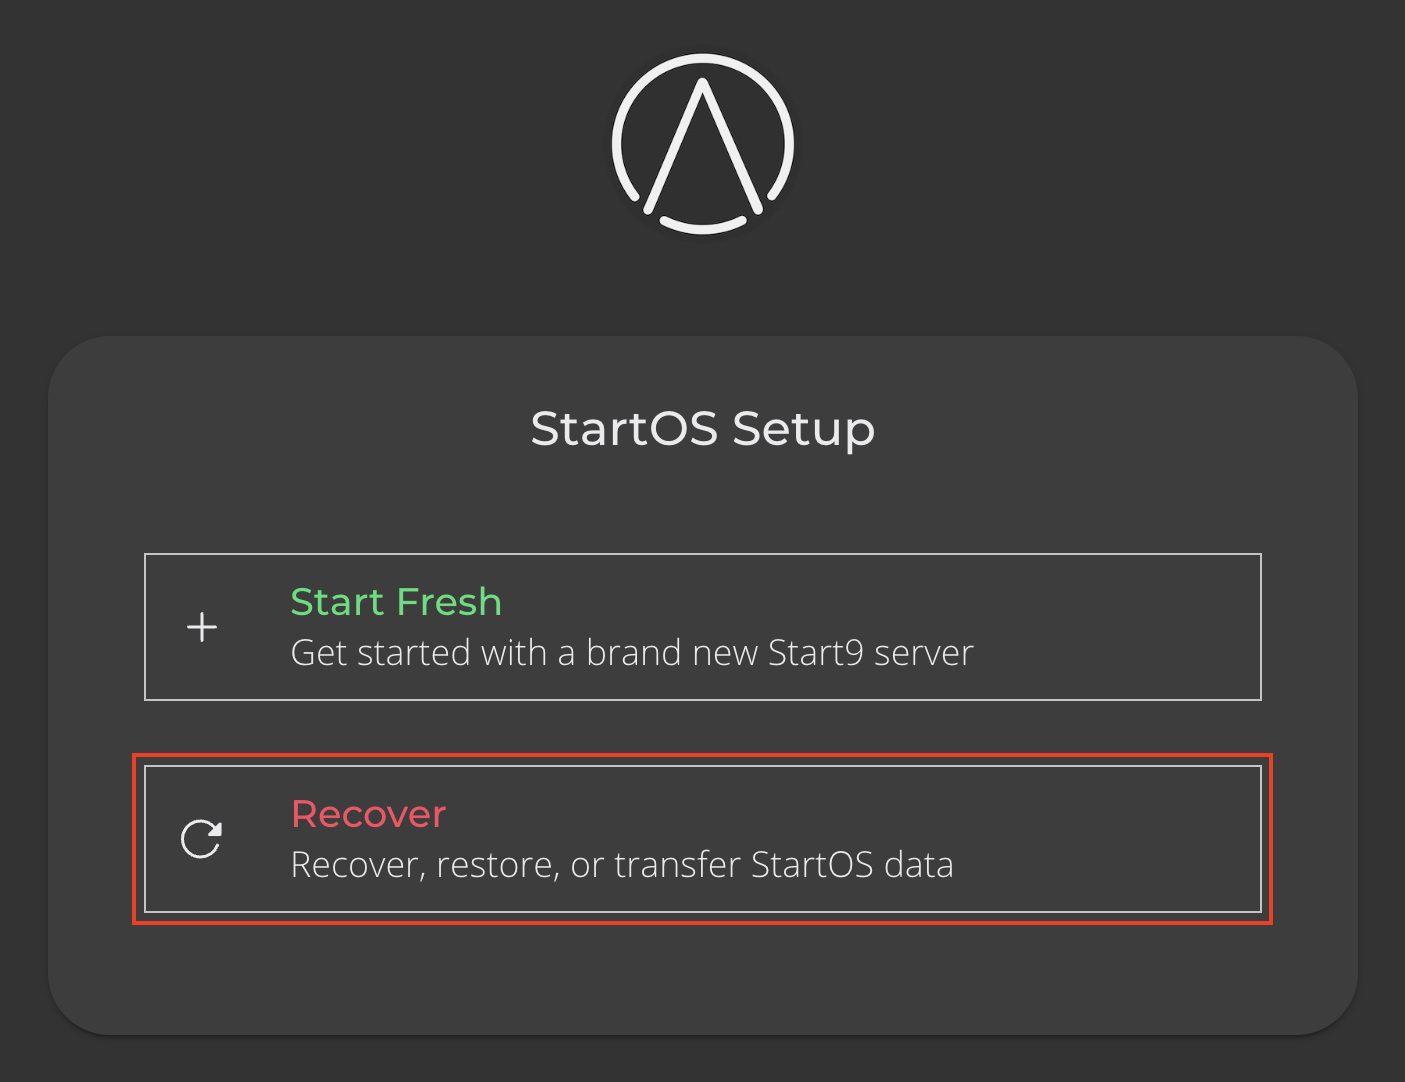 StartOS Setup
Start Fresh
Get started with a brand new Start9 server
Recover
Recover, restore, or transfer StartOS data